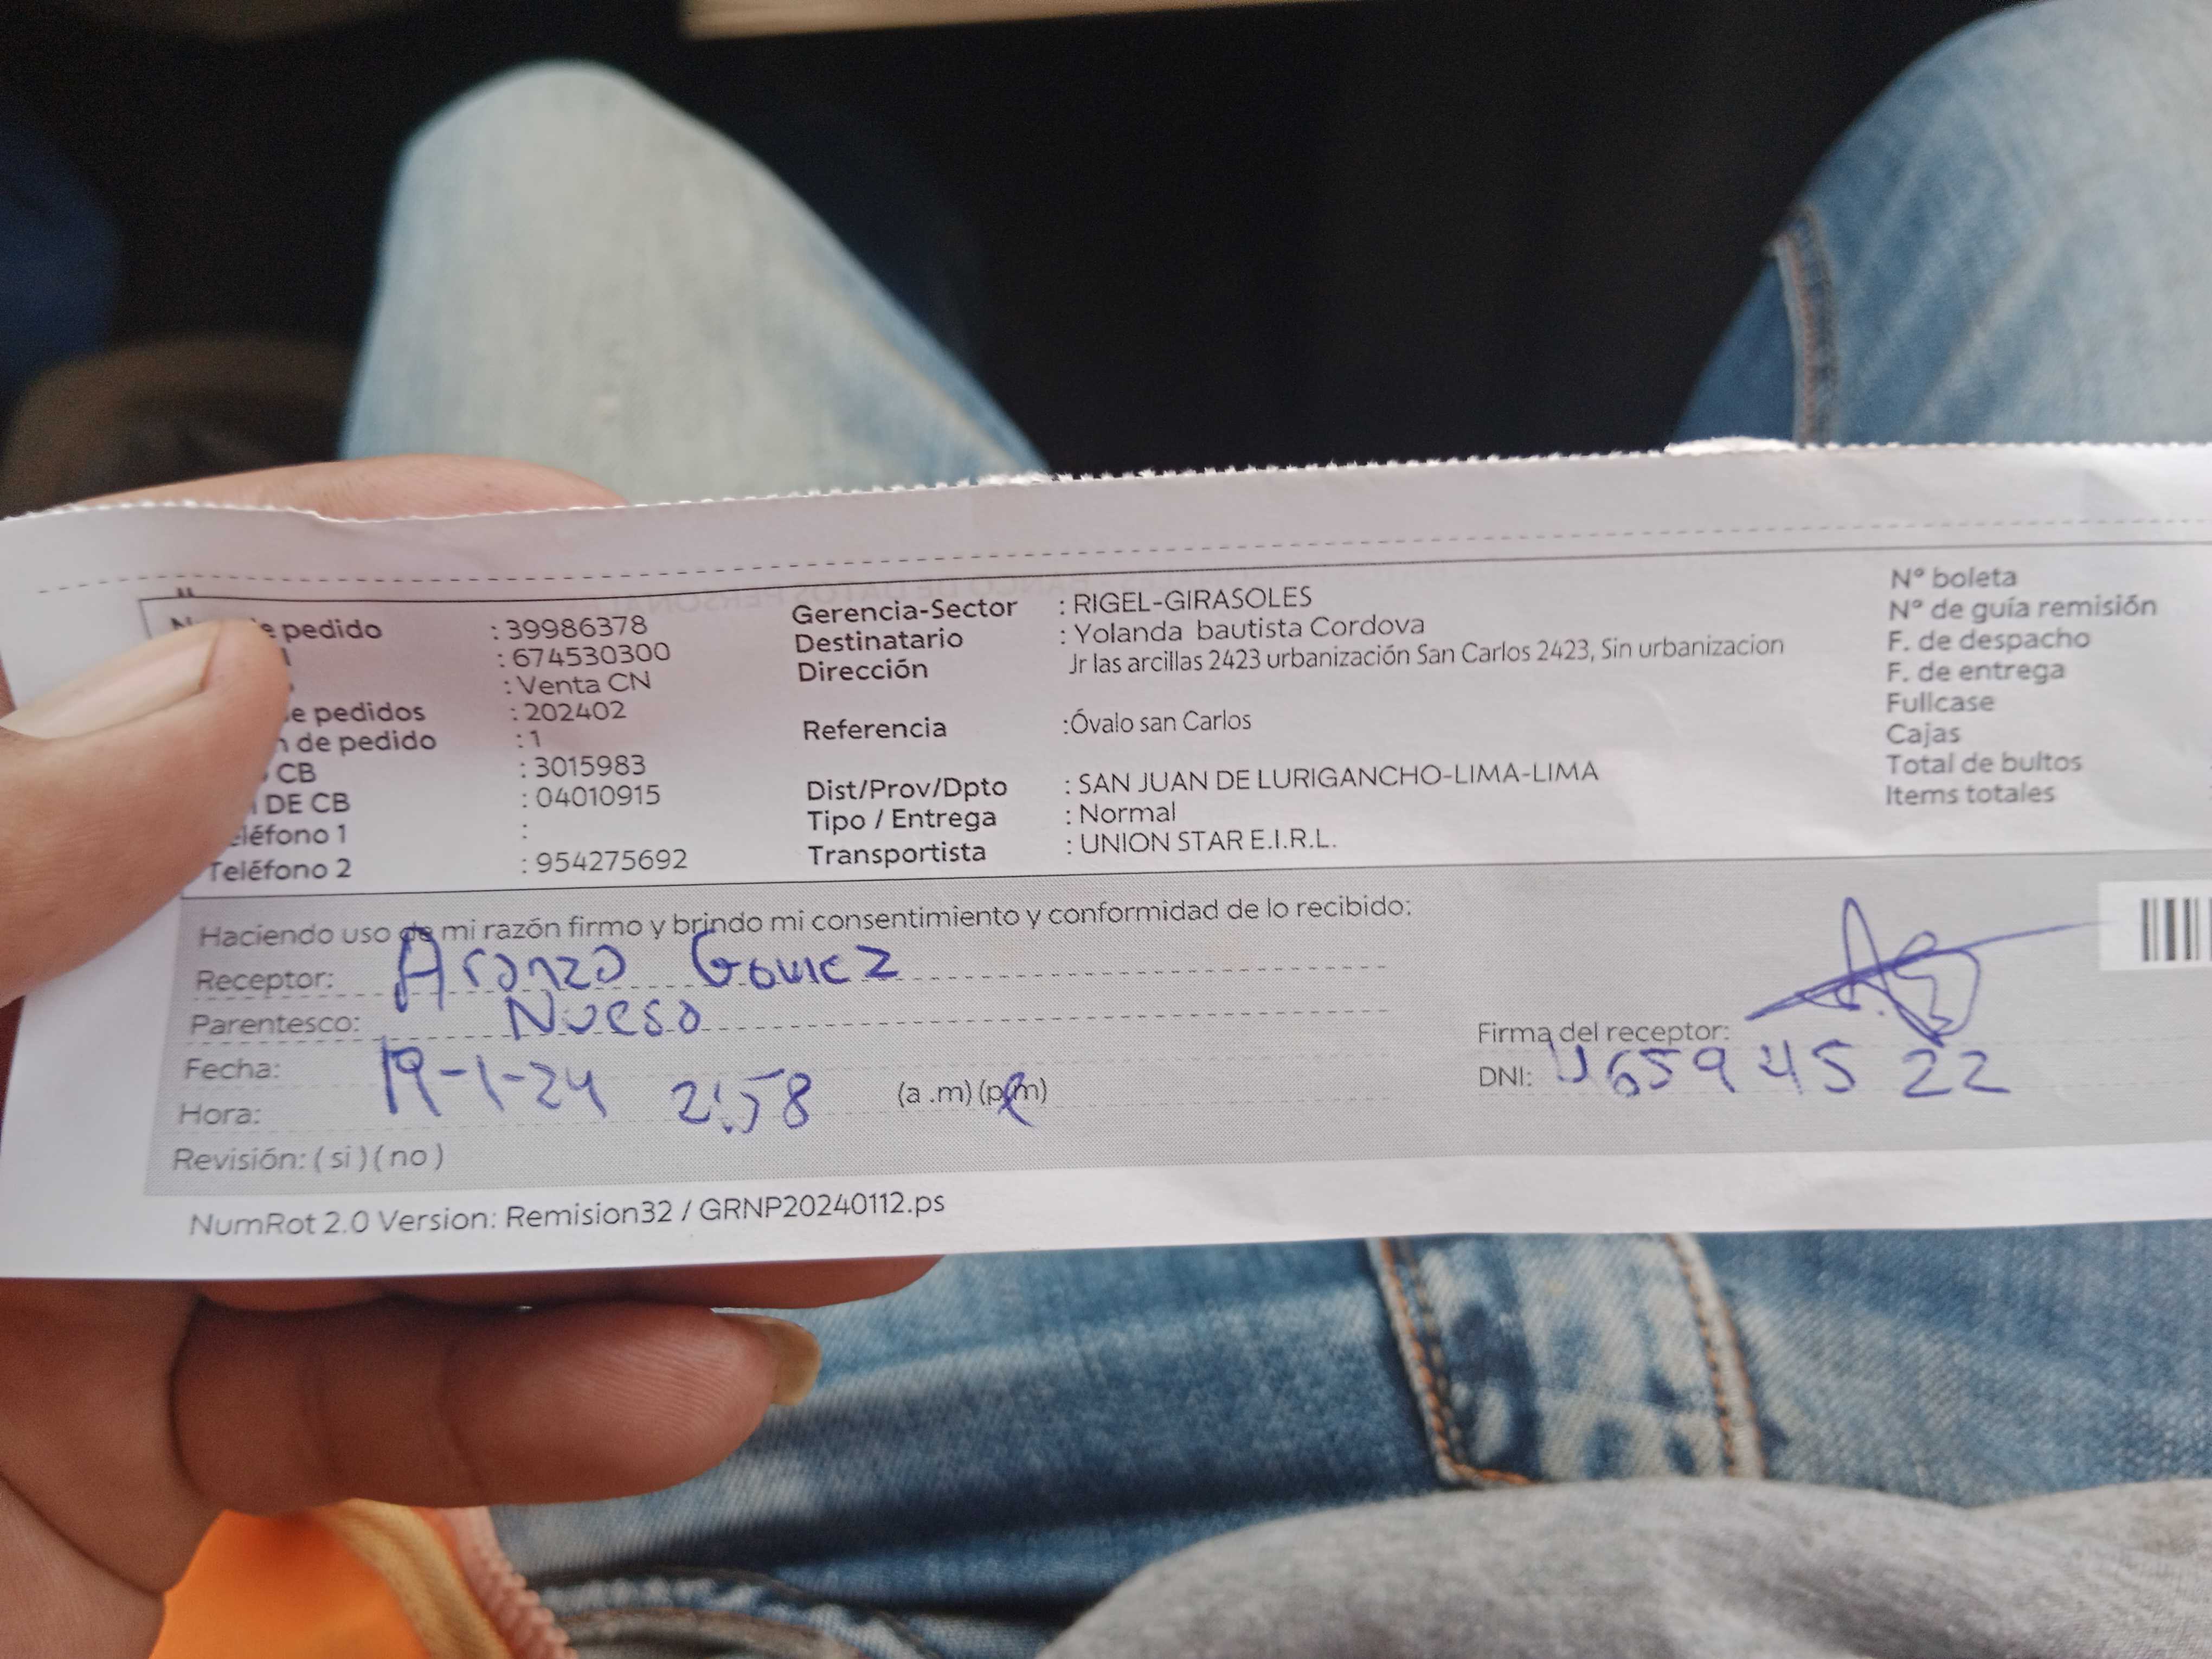 e pedido : 39986378
: 674530300
: Venta CN
e pedidos : 202402
n de pedido : 1
CB : 3015983
DE CB : 04010915
eléfono 1 :
Teléfono 2 : 954275692
Gerencia-Sector : RIGEL-GIRASOLES
Destinatario : Yolanda bautista Cordova
Dirección Jr las arcillas 2423 urbanización San Carlos 2423, Sin urbanizacion
Referencia :Óvalo san Carlos
Dist/Prov/Dpto : SAN JUAN DE LURIGANCHO-LIMA-LIMA
Tipo / Entrega : Normal
Transportista : UNION STAR E.I.R.L.
N° boleta
N° de guía remisión
F. de despacho
F. de entrega
Fullcase
Cajas
Total de bultos
Items totales
Haciendo uso de mi razón firmo y brindo mi consentimiento y conformidad de lo recibido:
Receptor: Gomez
Parentesco:
Fecha: 19-1-24
Hora: 2:58 (a .m) (p.m)
Revisión: ( si ) ( no )
Firma del receptor:
DNI:
NumRot 2.0 Version: Remision32 / GRNP20240112.ps